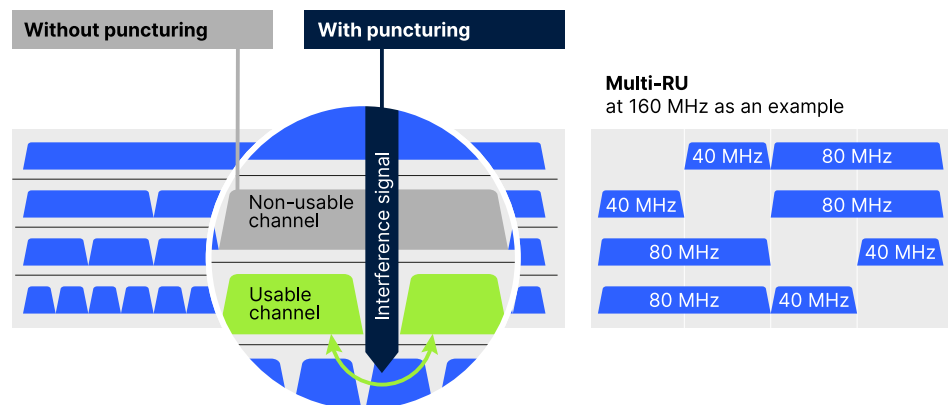 Without puncturing
With puncturing
Non-usable
channel
Usable
channel
Interference signal
Multi-RU
at 160 MHz as an example
40 MHz
80 MHz
40 MHz
80 MHz
80 MHz
40 MHz
80 MHz
40 MHz